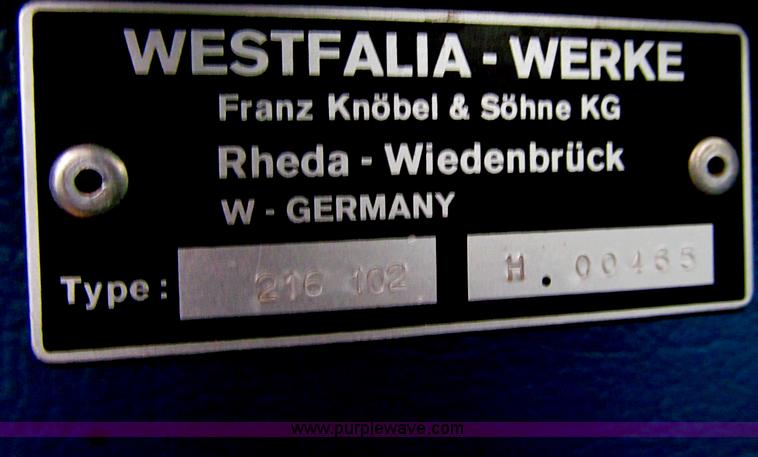 WESTFALIA - WERKE
Franz Knöbel & Söhne KG
Rheda - Wiedenbrück
W - GERMANY
Type: 216 102 H. 00465
www.purplewave.com